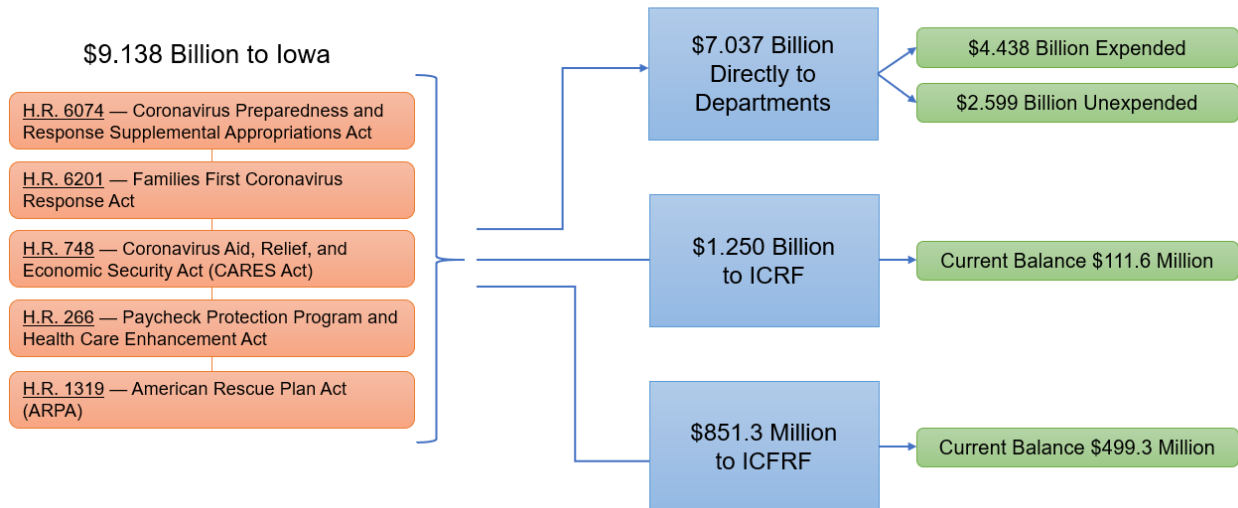 $9.138 Billion to Iowa
H.R. 6074 — Coronavirus Preparedness and
Response Supplemental Appropriations Act
H.R. 6201 — Families First Coronavirus
Response Act
H.R. 748 — Coronavirus Aid, Relief, and
Economic Security Act (CARES Act)
H.R. 266 — Paycheck Protection Program and
Health Care Enhancement Act
H.R. 1319 — American Rescue Plan Act
(ARPA)
$7.037 Billion
Directly to
Departments
$4.438 Billion Expended
$2.599 Billion Unexpended
$1.250 Billion
to ICRF
Current Balance $111.6 Million
$851.3 Million
to ICFRF
Current Balance $499.3 Million